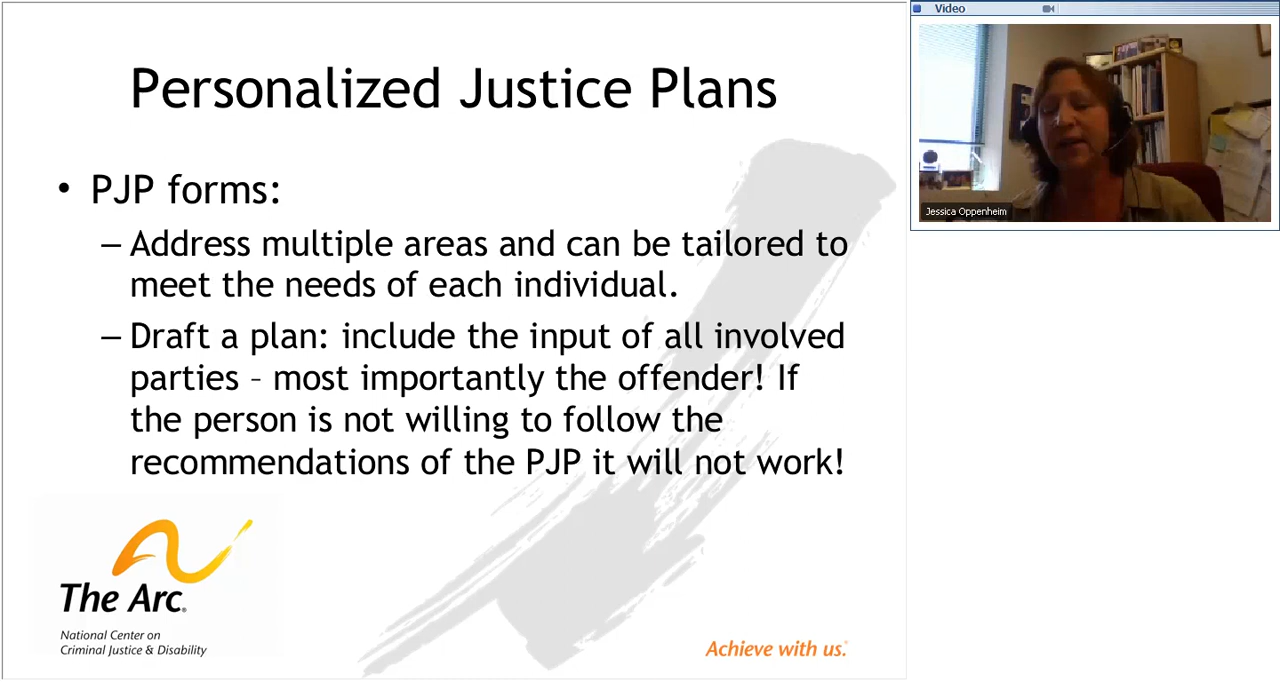 Personalized Justice Plans
• PJP forms:
– Address multiple areas and can be tailored to
meet the needs of each individual.
– Draft a plan: include the input of all involved
parties – most importantly the offender! If
the person is not willing to follow the
recommendations of the PJP it will not work!
The Arc®
National Center on
Criminal Justice & Disability
Achieve with us.®
Video
Jessica Oppenheim